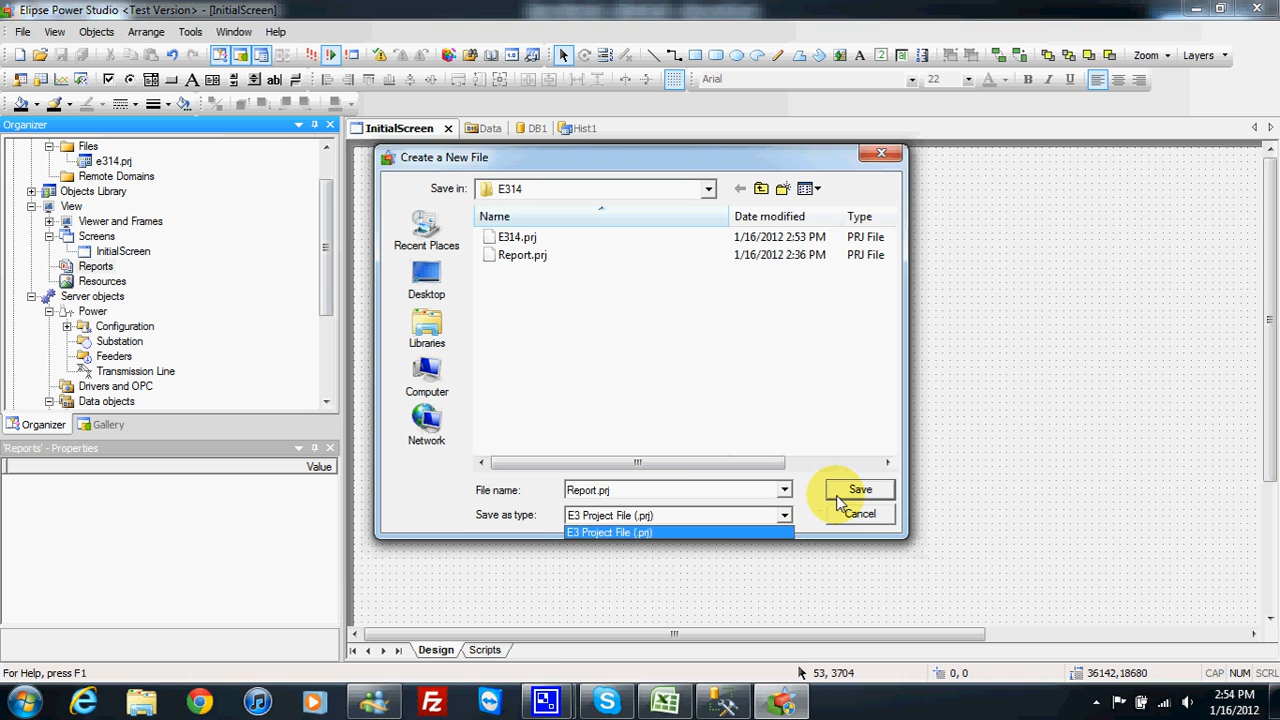 Elipse Power Studio <Test Version> - [InitialScreen]
File View Objects Arrange Tools Window Help
Zoom Layers
Arial 22 B I U
Organizer
InitialScreen Data DB1 Hist1
Files
e314.prj
Remote Domains
Objects Library
View
Viewer and Frames
Screens
InitialScreen
Reports
Resources
Server objects
Power
Configuration
Substation
Feeders
Transmission Line
Drivers and OPC
Data objects
Organizer Gallery
'Reports' - Properties
Value
Create a New File
Save in: E314
Recent Places
Desktop
Libraries
Computer
Network
Name Date modified Type
E314.prj 1/16/2012 2:53 PM PRJ File
Report.prj 1/16/2012 2:36 PM PRJ File
File name: Report.prj Save
Save as type: E3 Project File (.prj) Cancel
E3 Project File (.prj)
Design Scripts
For Help, press F1 53, 3704 0, 0 36142,18680 CAP NUM SCRL
2:54 PM
1/16/2012